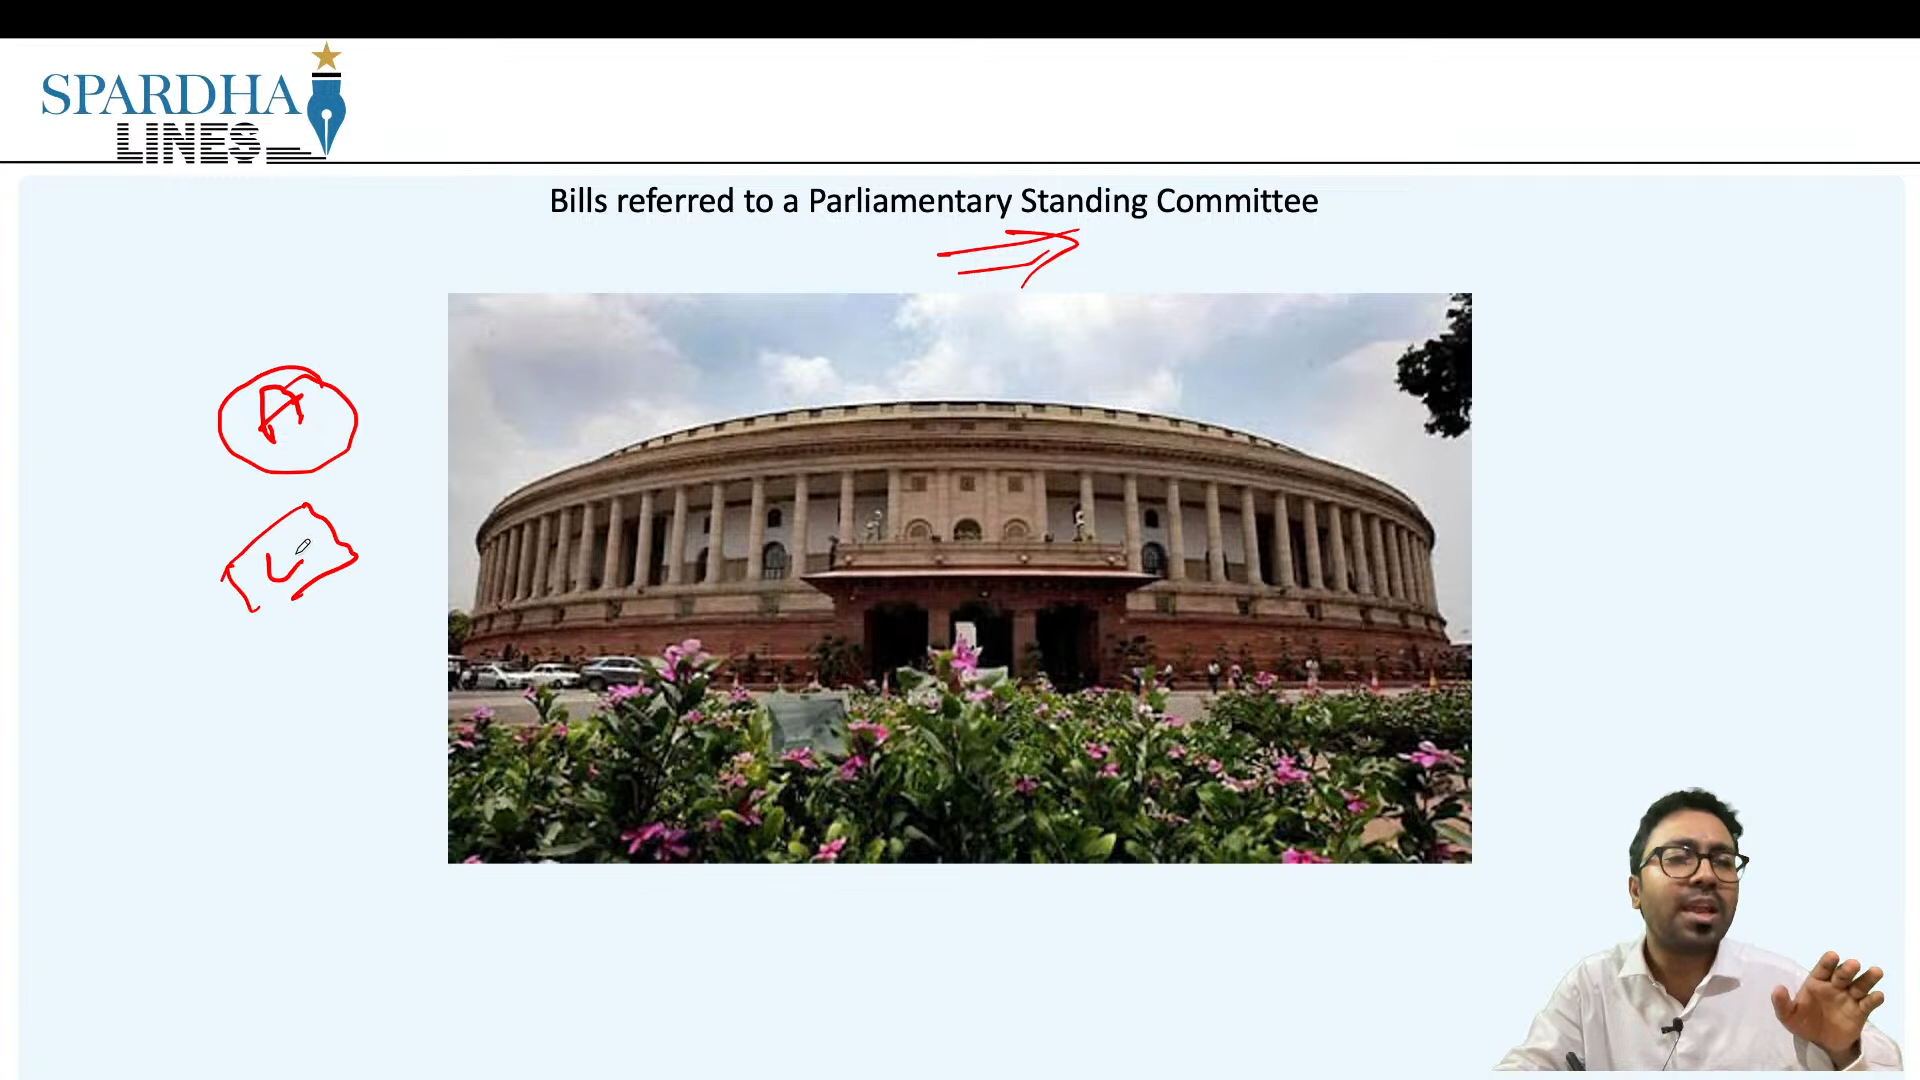 SPARDHA
LINES
Bills referred to a Parliamentary Standing Committee
A